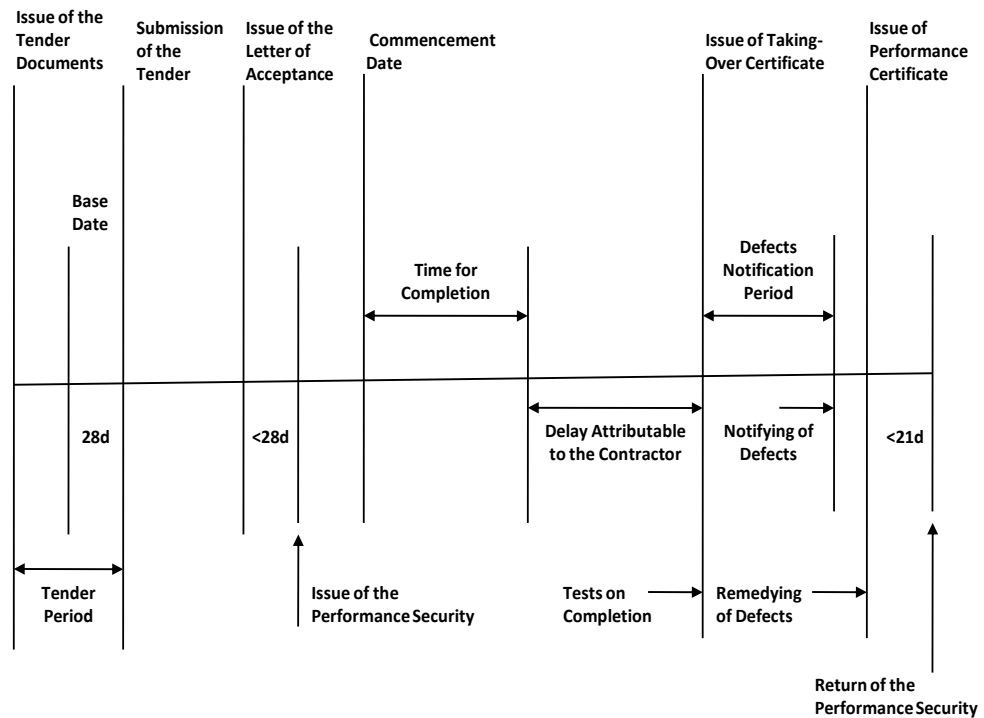 Issue of the
Tender
Documents
Submission
of the
Tender
Issue of the
Letter of
Acceptance
Commencement
Date
Issue of Taking-
Over Certificate
Issue of
Performance
Certificate
Base
Date
Time for
Completion
Defects
Notification
Period
28d
<28d
Delay Attributable
to the Contractor
Notifying of
Defects
<21d
Tender
Period
Issue of the
Performance Security
Tests on
Completion
Remedying
of Defects
Return of the
Performance Security